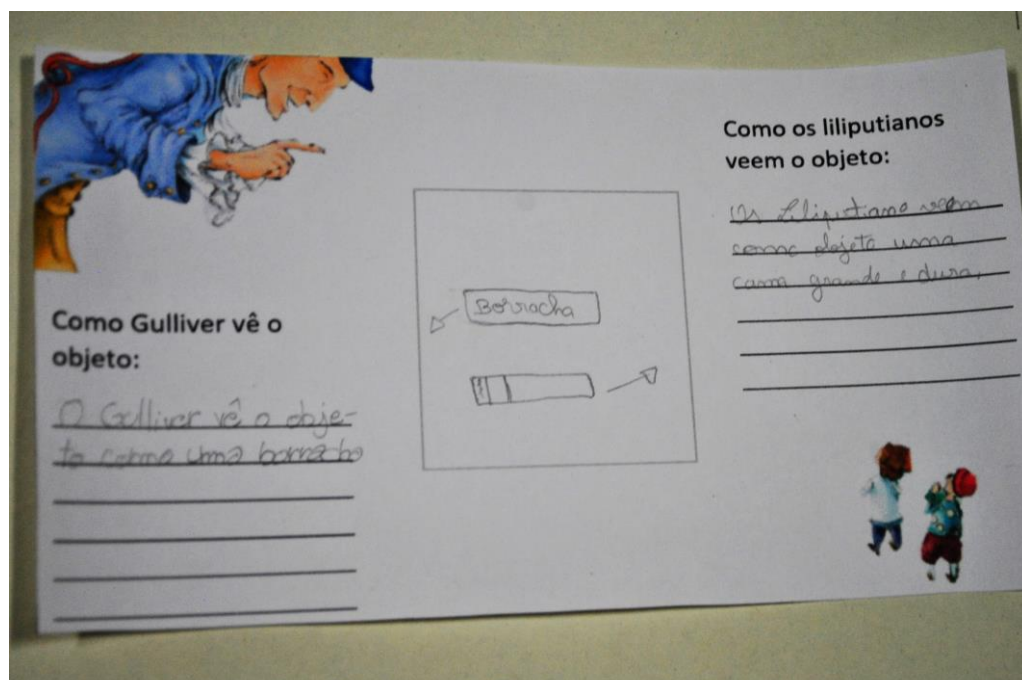 Como Gulliver vê o
objeto:
O Gulliver vê o obje-
to como uma borracha
Borracha
Como os liliputianos
veem o objeto:
Os Liliputiano veem
como objeto uma
cama grande e dura.